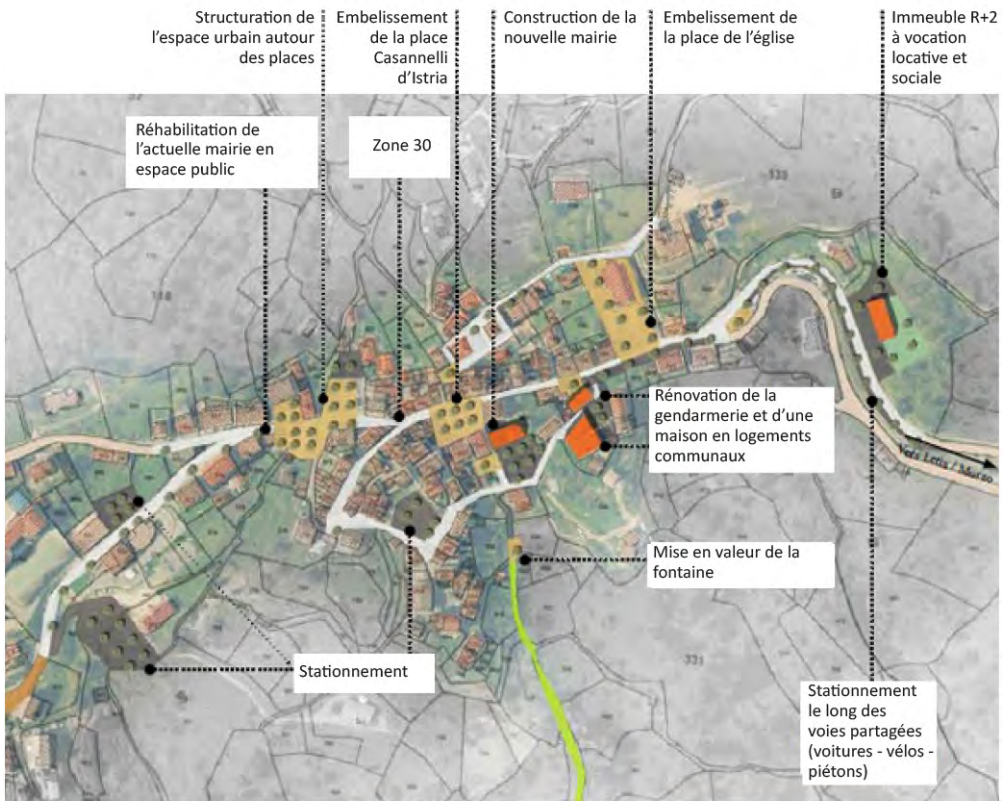 Structuration de
l'espace urbain autour
des places
Embelissement
de la place
Casannelli
d'Istria
Construction de la
nouvelle mairie
Embelissement de
la place de l'église
Immeuble R+2
à vocation
locative et
sociale
Réhabilitation de
l'actuelle mairie en
espace public
Zone 30
Rénovation de la
gendarmerie et d'une
maison en logements
communaux
Mise en valeur de la
fontaine
Stationnement
Stationnement
le long des
voies partagées
(voitures - vélos -
piétons)